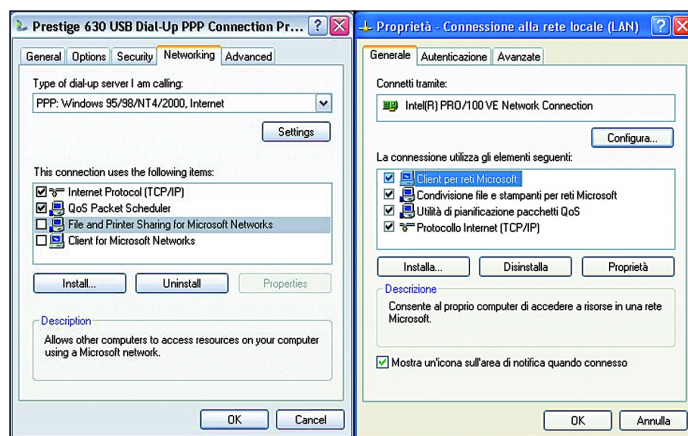 Prestige 630 USB Dial-Up PPP Connection Pr...
General Options Security Networking Advanced
Type of dial-up server I am calling:
PPP: Windows 95/98/NT4/2000, Internet
Settings
This connection uses the following items:
Internet Protocol (TCP/IP)
QoS Packet Scheduler
File and Printer Sharing for Microsoft Networks
Client for Microsoft Networks
Install... Uninstall Properties
Description
Allows other computers to access resources on your computer
using a Microsoft network.
OK Cancel
Proprietà - Connessione alla rete locale (LAN)
Generale Autenticazione Avanzate
Connetti tramite:
Intel(R) PRO/100 VE Network Connection
Configura...
La connessione utilizza gli elementi seguenti:
Client per reti Microsoft
Condivisione file e stampanti per reti Microsoft
Utilità di pianificazione pacchetti QoS
Protocollo Internet (TCP/IP)
Installa... Disinstalla Proprietà
Descrizione
Consente al proprio computer di accedere a risorse in una rete
Microsoft.
Mostra un'icona sull'area di notifica quando connesso
OK Annulla